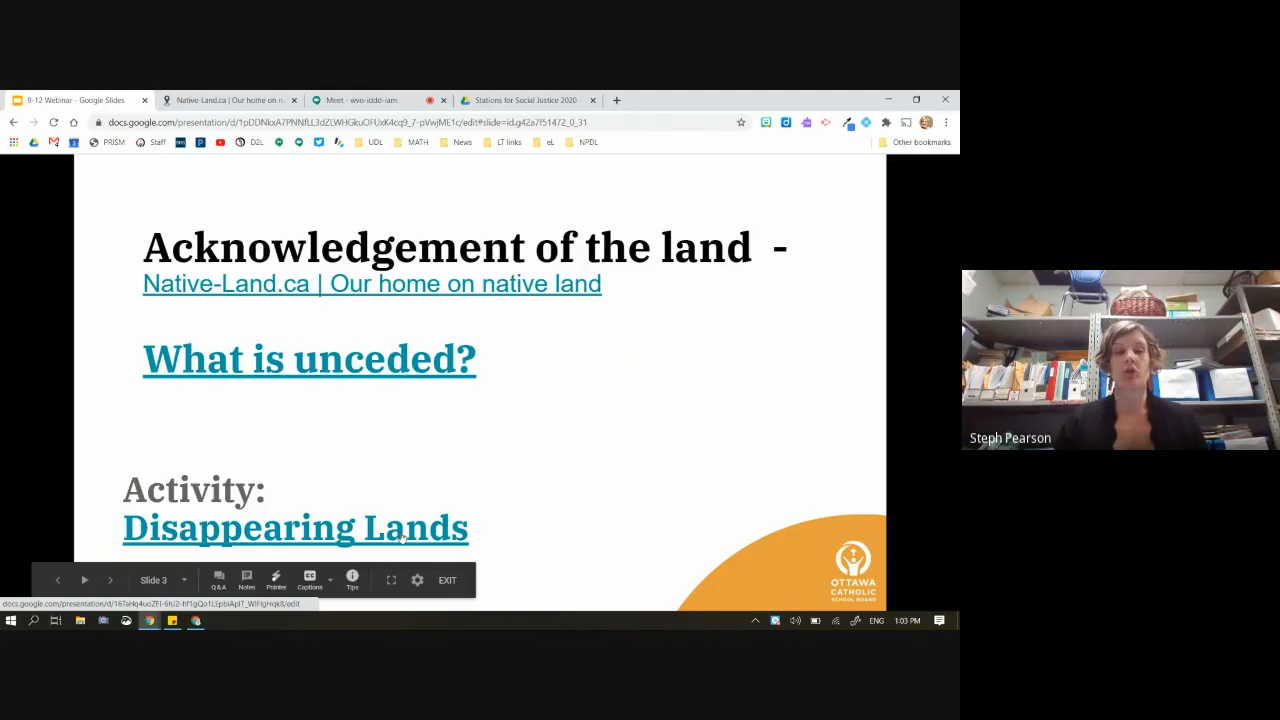 9-12 Webinar - Google Slides
Native-Land.ca | Our home on n
Meet - wvo-iddd-iam
Stations for Social Justice 2020
PRISM
Staff
D2L
UDL
MATH
News
LT links
eL
NPDL
Other bookmarks
Acknowledgement of the land -
Native-Land.ca | Our home on native land
What is unceded?
Activity:
Disappearing Lands
OTTAWA
CATHOLIC
SCHOOL BOARD
Slide 3
Q & A
Notes
Pointer
Captions
Tips
EXIT
ENG
1:03 PM
Steph Pearson